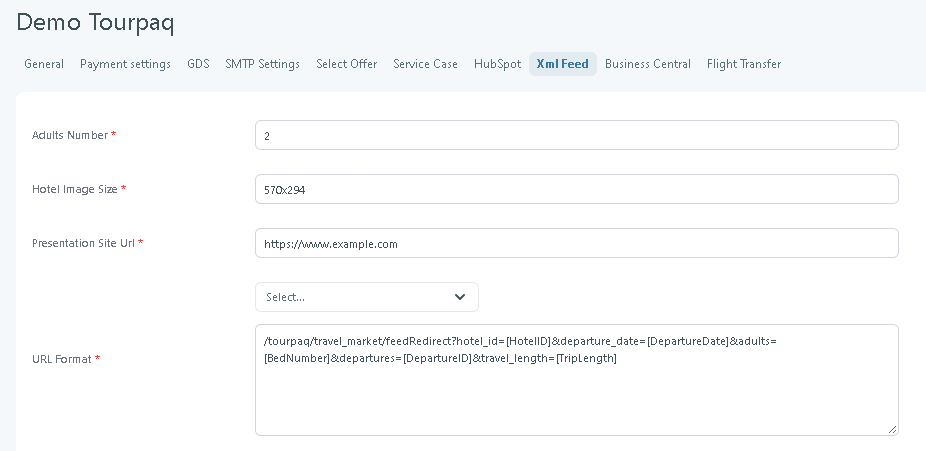 Demo Tourpaq
General Payment settings GDS SMTP Settings Select Offer Service Case HubSpot Xml Feed Business Central Flight Transfer
Adults Number *
2
Hotel Image Size *
570x294
Presentation Site Url *
https://www.example.com
Select...
URL Format *
/tourpaq/travel_market/feedRedirect?hotel_id=[HotelID]&departure_date=[DepartureDate]&adults=
[BedNumber]&departures=[DepartureID]&travel_length=[TripLength]